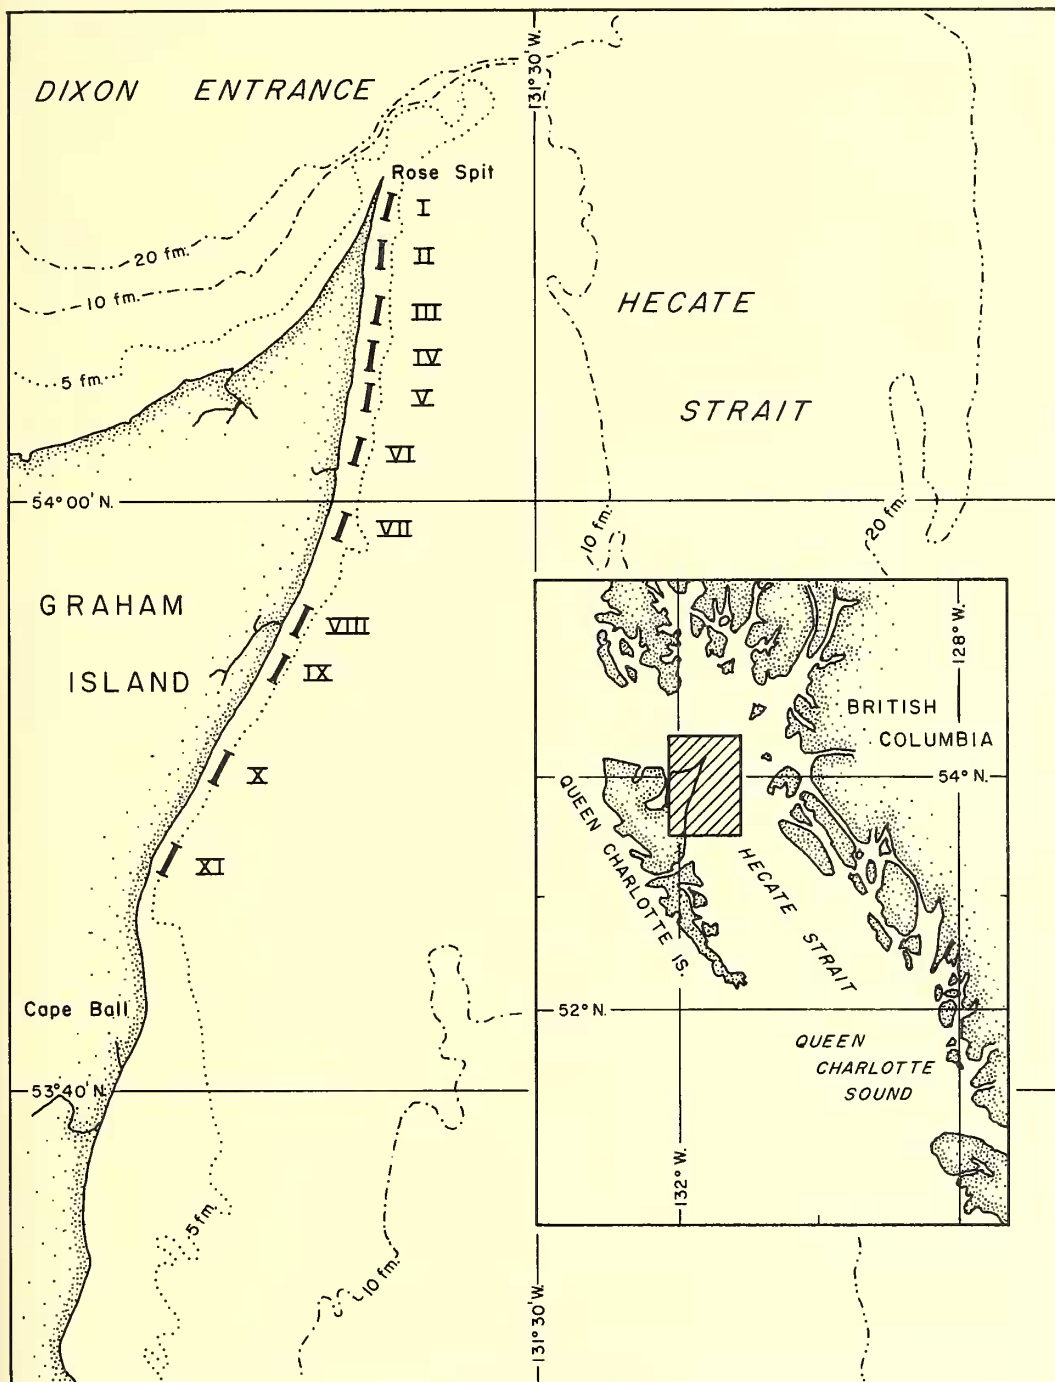 DIXON ENTRANCE
131° 30' W.
Rose Spit
I
II
20 fm.
10 fm.
III
HECATE
IV
5 fm.
V
STRAIT
VI
54° 00' N.
VII
10 fm.
20 fm.
GRAHAM
VIII
ISLAND
IX
X
XI
128° W.
BRITISH
COLUMBIA
54° N.
QUEEN CHARLOTTE IS.
HECATE STRAIT
52° N.
QUEEN
CHARLOTTE
SOUND
132° W.
Cape Ball
53° 40' N.
5 fm.
10 fm.
131° 30' W.